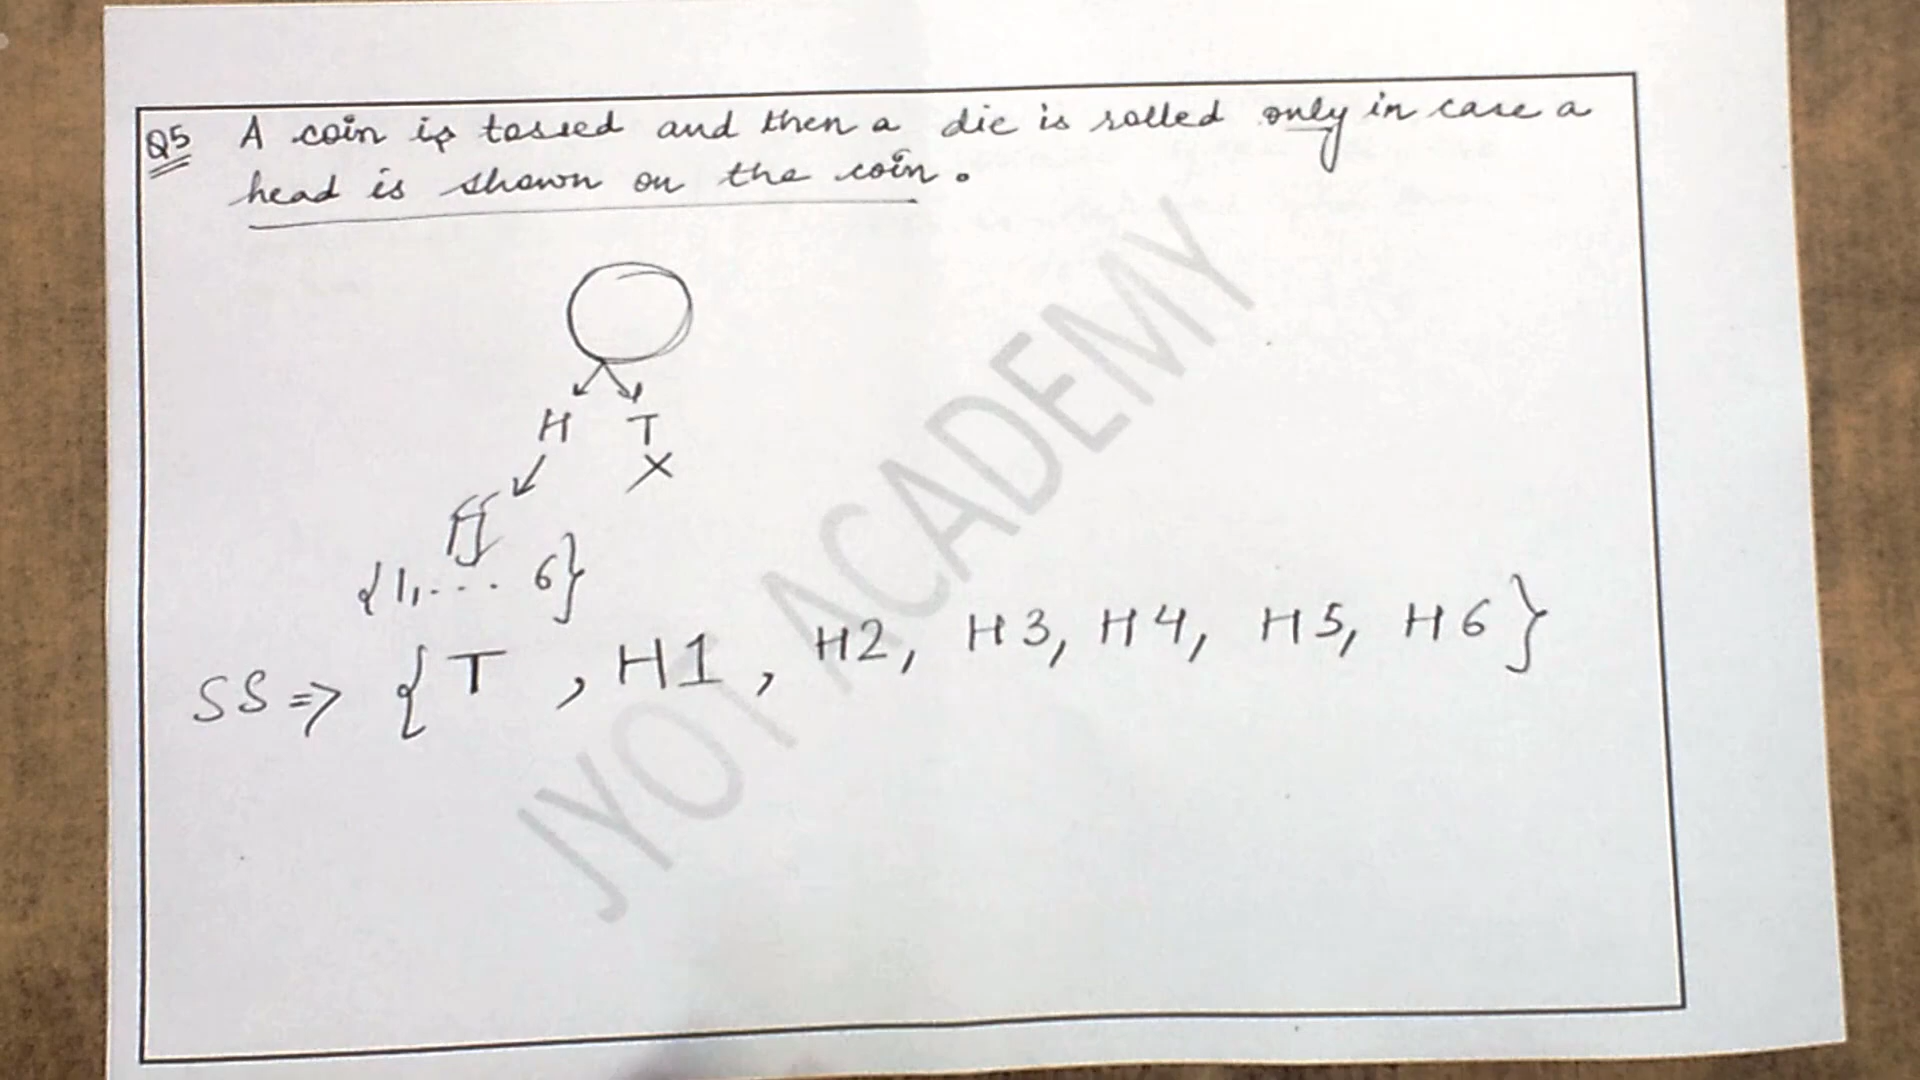 Q5 A coin is tossed and then a die is rolled only in case a
head is shown on the coin.
H T
X
{1, ... 6}
SS => {T , H1 , H2, H3, H4, H5, H6}
JYOT ACADEMY